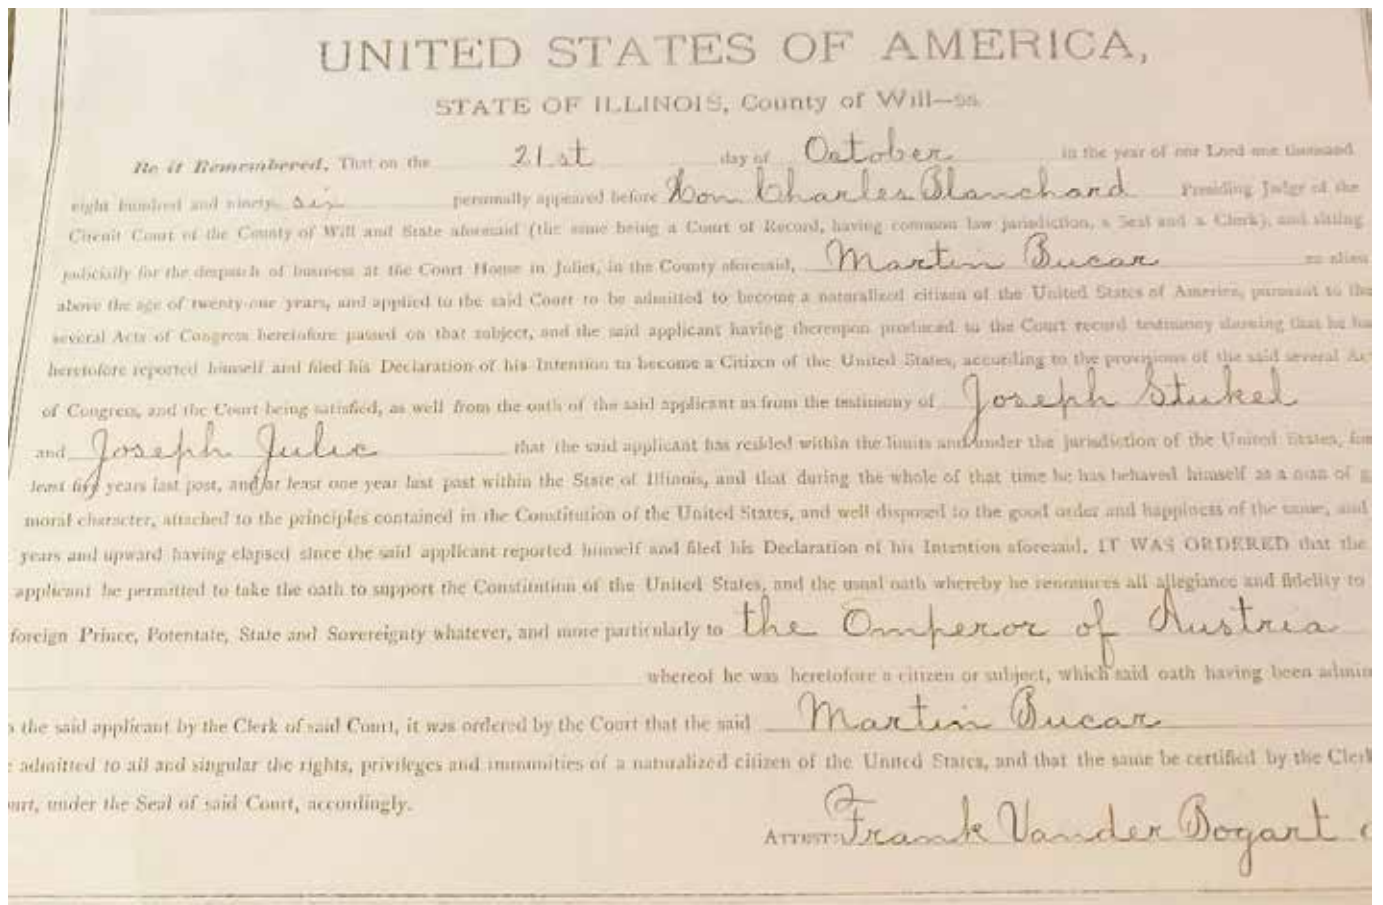 UNITED STATES OF AMERICA,
STATE OF ILLINOIS, County of Will—ss.
Be it Remembered, That on the 21st day of October in the year of our Lord one thousand
eight hundred and ninety- six personally appeared before Hon Charles Blanchard Presiding Judge of the
Circuit Court of the County of Will and State aforesaid (the same being a Court of Record, having common law jurisdiction, a Seal and a Clerk), and sitting
judicially for the despatch of business at the Court House in Joliet, in the County aforesaid, Martin Bucar an alien
above the age of twenty-one years, and applied to the said Court to be admitted to become a naturalized citizen of the United States of America, pursuant to the
several Acts of Congress heretofore passed on that subject, and the said applicant having thereupon produced to the Court record testimony showing that he has
heretofore reported himself and filed his Declaration of his Intention to become a Citizen of the United States, according to the provisions of the said several Ac
of Congress, and the Court being satisfied, as well from the oath of the said applicant as from the testimony of Joseph Stukel
and Joseph Julic that the said applicant has resided within the limits and under the jurisdiction of the United States, for
least five years last past, and at least one year last past within the State of Illinois, and that during the whole of that time he has behaved himself as a man of g
moral character, attached to the principles contained in the Constitution of the United States, and well disposed to the good order and happiness of the same, and
years and upward having elapsed since the said applicant reported himself and filed his Declaration of his Intention aforesaid, IT WAS ORDERED that the
applicant be permitted to take the oath to support the Constitution of the United States, and the usual oath whereby he renounces all allegiance and fidelity to
foreign Prince, Potentate, State and Sovereignty whatever, and more particularly to the Omperor of Austria
whereof he was heretofore a citizen or subject, which said oath having been admin
o the said applicant by the Clerk of said Court, it was ordered by the Court that the said Martin Bucar
e admitted to all and singular the rights, privileges and immunities of a naturalized citizen of the United States, and that the same be certified by the Clerk
urt, under the Seal of said Court, accordingly.
ATTEST: Frank Vander Bogart